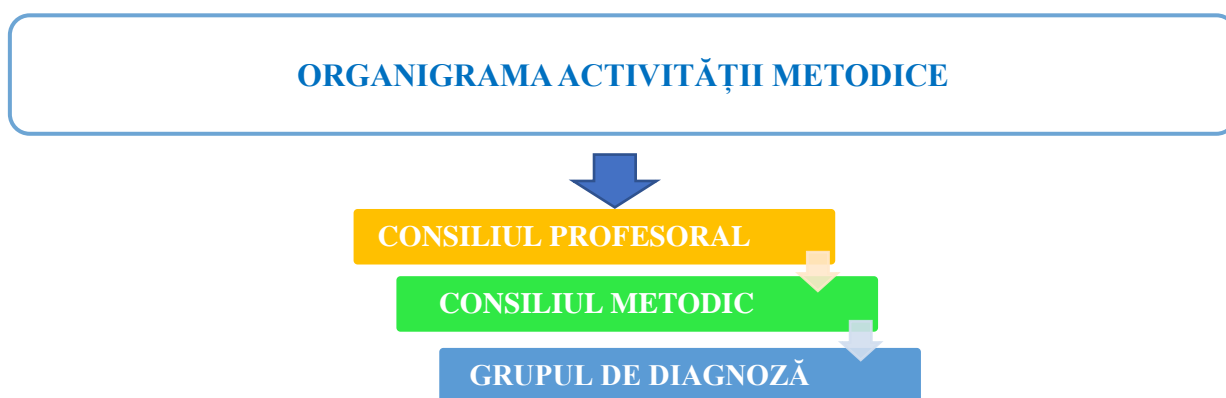 ORGANIGRAMA ACTIVITĂȚII METODICE
CONSILIUL PROFESORAL
CONSILIUL METODIC
GRUPUL DE DIAGNOZĂ